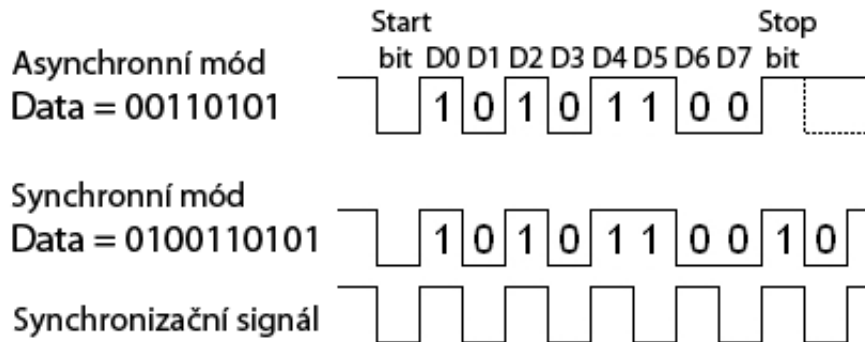 Start Stop
bit D0 D1 D2 D3 D4 D5 D6 D7 bit
Asynchronní mód
Data = 00110101
1 0 1 0 1 1 0 0
Synchronní mód
Data = 0100110101
1 0 1 0 1 1 0 0 1 0
Synchronizační signál